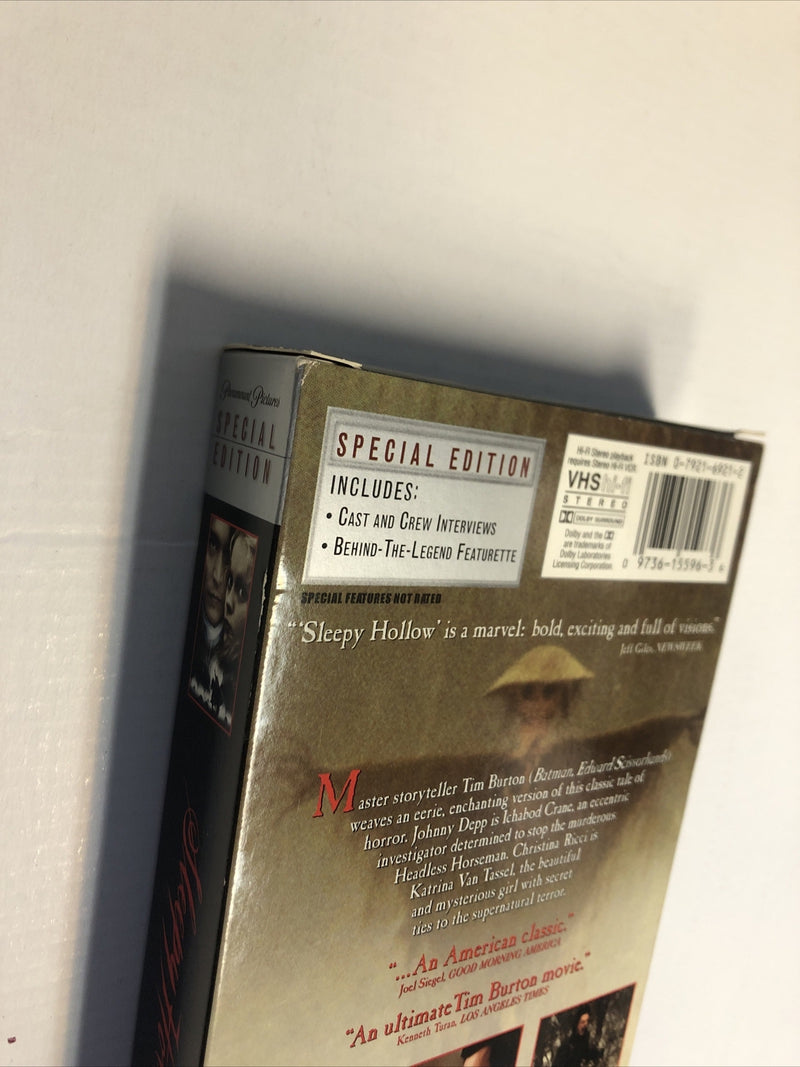 Paramount Pictures
SPECIAL
EDITION
Sleepy
SPECIAL EDITION
INCLUDES:
• CAST AND CREW INTERVIEWS
• BEHIND-THE-LEGEND FEATURETTE
SPECIAL FEATURES NOT RATED
Hi-Fi Stereo playback
requires Stereo Hi-Fi VCR.
VHS hi-fi
STEREO
DOLBY SURROUND
Dolby and the
are trademarks of
Dolby Laboratories
Licensing Corporation.
ISBN 0-7921-6921-2
0 9736-15596-3 6
“‘Sleepy Hollow’ is a marvel: bold, exciting and full of visions.”
Jeff Giles, NEWSWEEK
Master storyteller Tim Burton (Batman, Edward Scissorhands)
weaves an eerie, enchanting version of this classic tale of
horror. Johnny Depp is Ichabod Crane, an eccentric
investigator determined to stop the murderous
Headless Horseman. Christina Ricci is
Katrina Van Tassel, the beautiful
and mysterious girl with secret
ties to the supernatural terror.
“...An American classic.”
Joel Siegel, GOOD MORNING AMERICA
“An ultimate Tim Burton movie.”
Kenneth Turan, LOS ANGELES TIMES